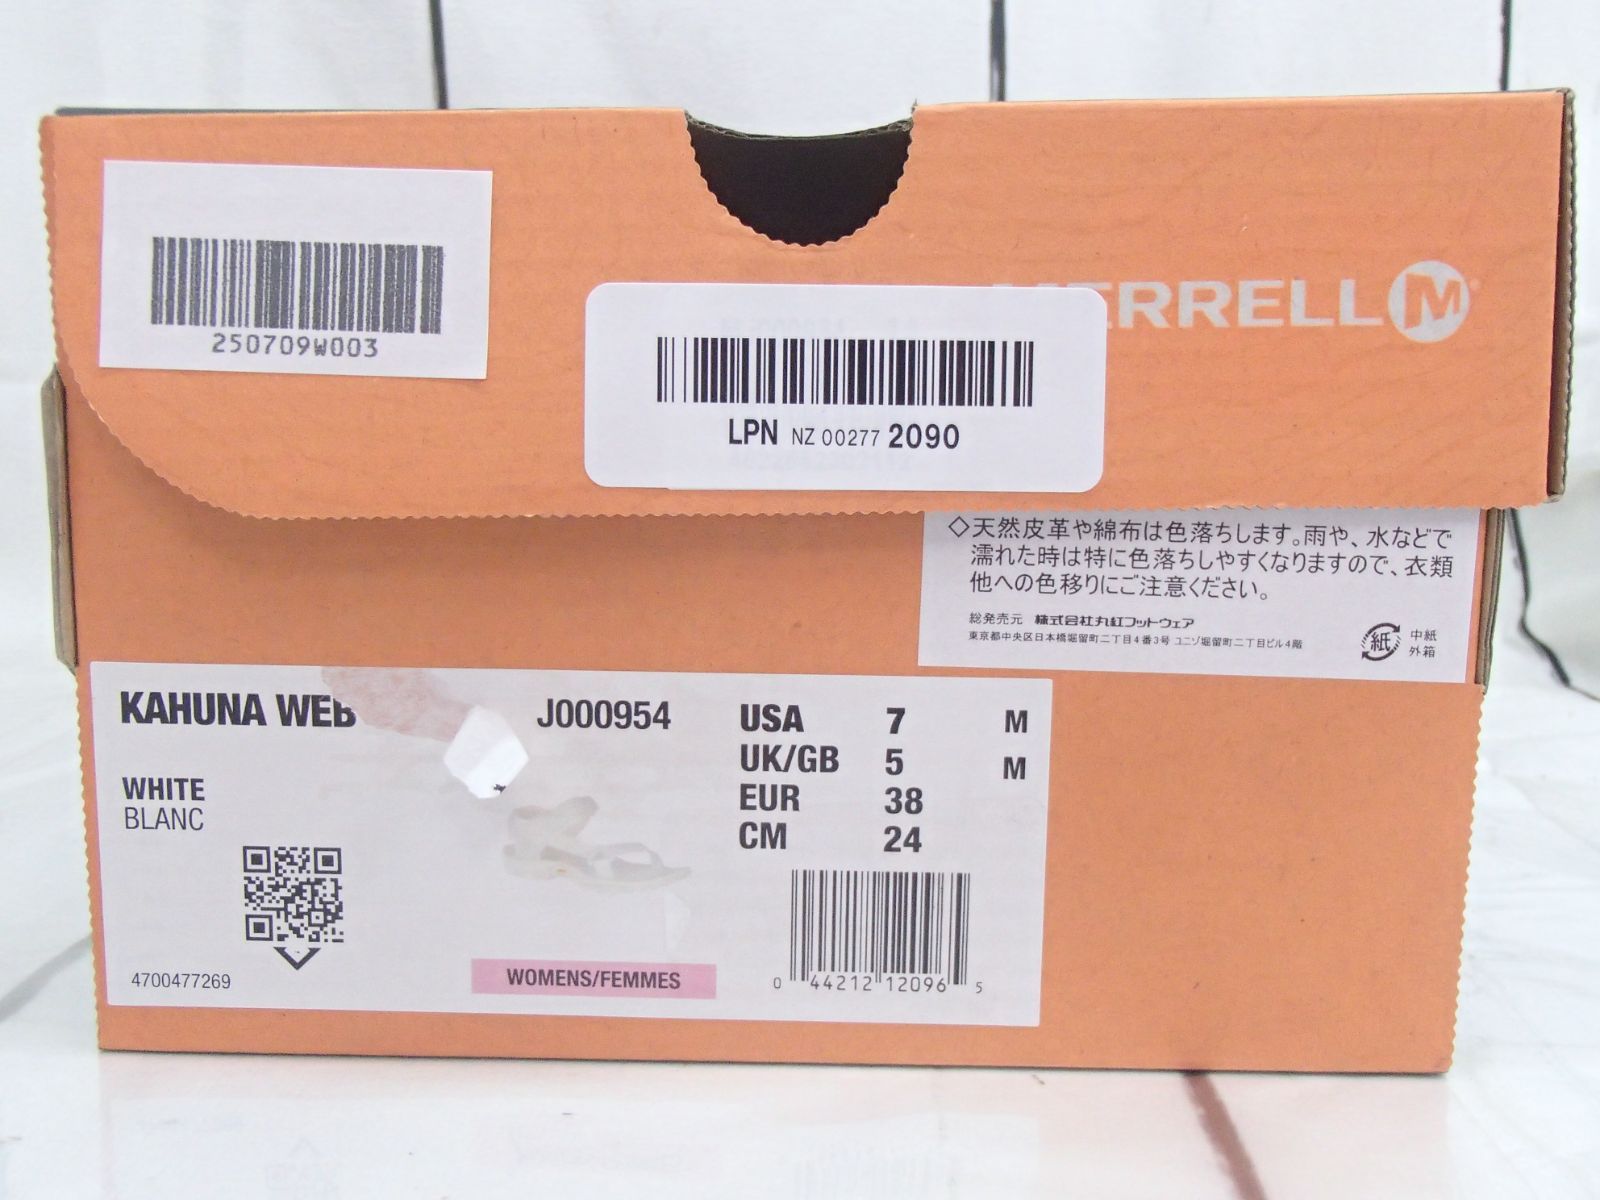 250709W003
ERRELL M
LPN NZ 00277 2090
◇天然皮革や綿布は色落ちします。雨や、水などで
濡れた時は特に色落ちしやすくなりますので、衣類
他への色移りにご注意ください。
総発売元 株式会社丸紅フットウェア
東京都中央区日本橋堀留町二丁目4番3号 ユニゾ堀留町二丁目ビル4階
紙 中紙
外箱
KAHUNA WEB J000954
WHITE
BLANC
USA 7 M
UK/GB 5 M
EUR 38
CM 24
4700477269
WOMENS/FEMMES
0 44212 12096 5